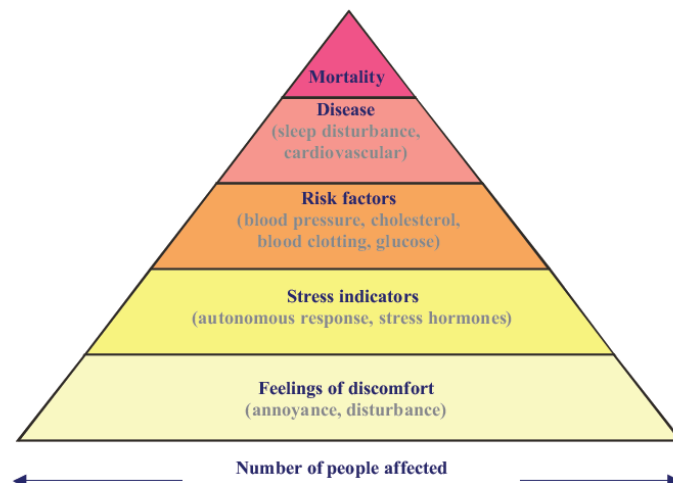 Mortality
Disease
(sleep disturbance,
cardiovascular)
Risk factors
(blood pressure, cholesterol,
blood clotting, glucose)
Stress indicators
(autonomous response, stress hormones)
Feelings of discomfort
(annoyance, disturbance)
Number of people affected